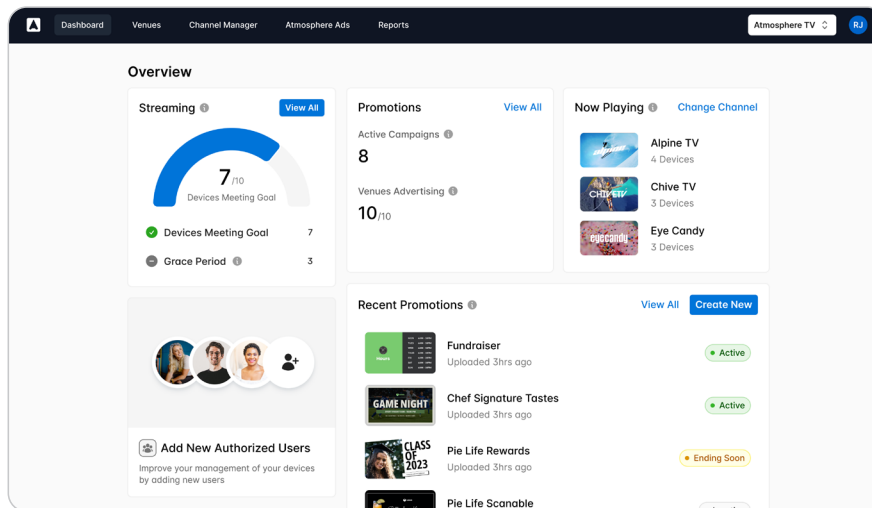 Dashboard
Venues
Channel Manager
Atmosphere Ads
Reports
Atmosphere TV
RJ
Overview
Streaming
View All
7/10
Devices Meeting Goal
Devices Meeting Goal 7
Grace Period 3
Promotions
View All
Active Campaigns
8
Venues Advertising
10/10
Now Playing
Change Channel
Alpine TV
4 Devices
CHIVETV
Chive TV
3 Devices
eyecandy
Eye Candy
3 Devices
Add New Authorized Users
Improve your management of your devices
by adding new users
Recent Promotions
View All
Create New
Hours
Fundraiser
Uploaded 3hrs ago
Active
GAME NIGHT
Chef Signature Tastes
Uploaded 3hrs ago
Active
CLASS
OF
2023
Pie Life Rewards
Uploaded 3hrs ago
Ending Soon
Pie Life Scanable